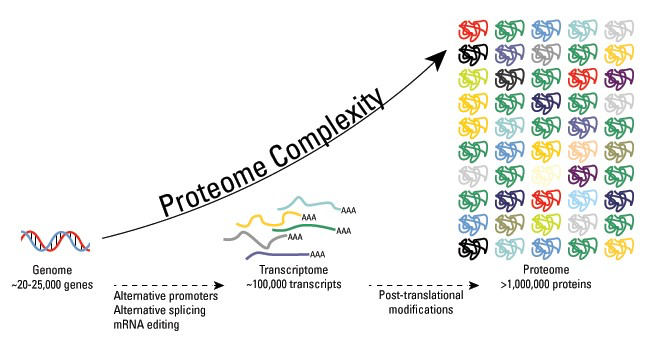 Proteome Complexity
AAA
AAA
AAA
AAA
AAA
Genome
~20-25,000 genes
Alternative promoters
Alternative splicing
mRNA editing
Transcriptome
~100,000 transcripts
Post-translational
modifications
Proteome
>1,000,000 proteins